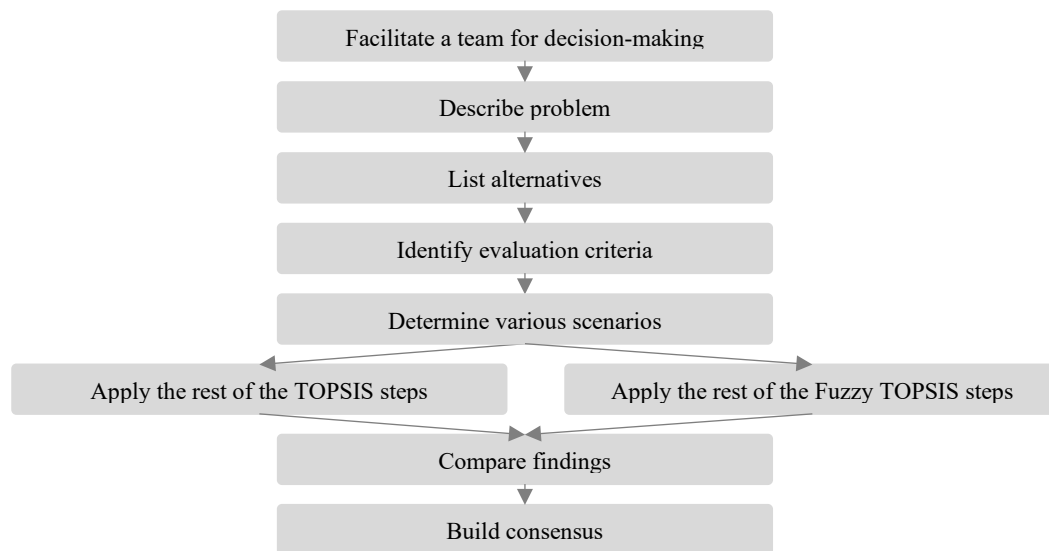 Facilitate a team for decision-making
Describe problem
List alternatives
Identify evaluation criteria
Determine various scenarios
Apply the rest of the TOPSIS steps
Apply the rest of the Fuzzy TOPSIS steps
Compare findings
Build consensus